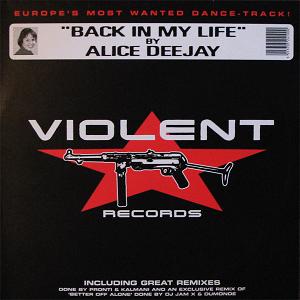 EUROPE'S MOST WANTED DANCE-TRACK!
"BACK IN MY LIFE"
BY
ALICE DEEJAY
VIOLENT
RECORDS
INCLUDING GREAT REMIXES
DONE BY PRONTI & KALMANI AND AN EXCLUSIVE REMIX OF
"BETTER OFF ALONE" DONE BY DJ JAM X & DUMONDE